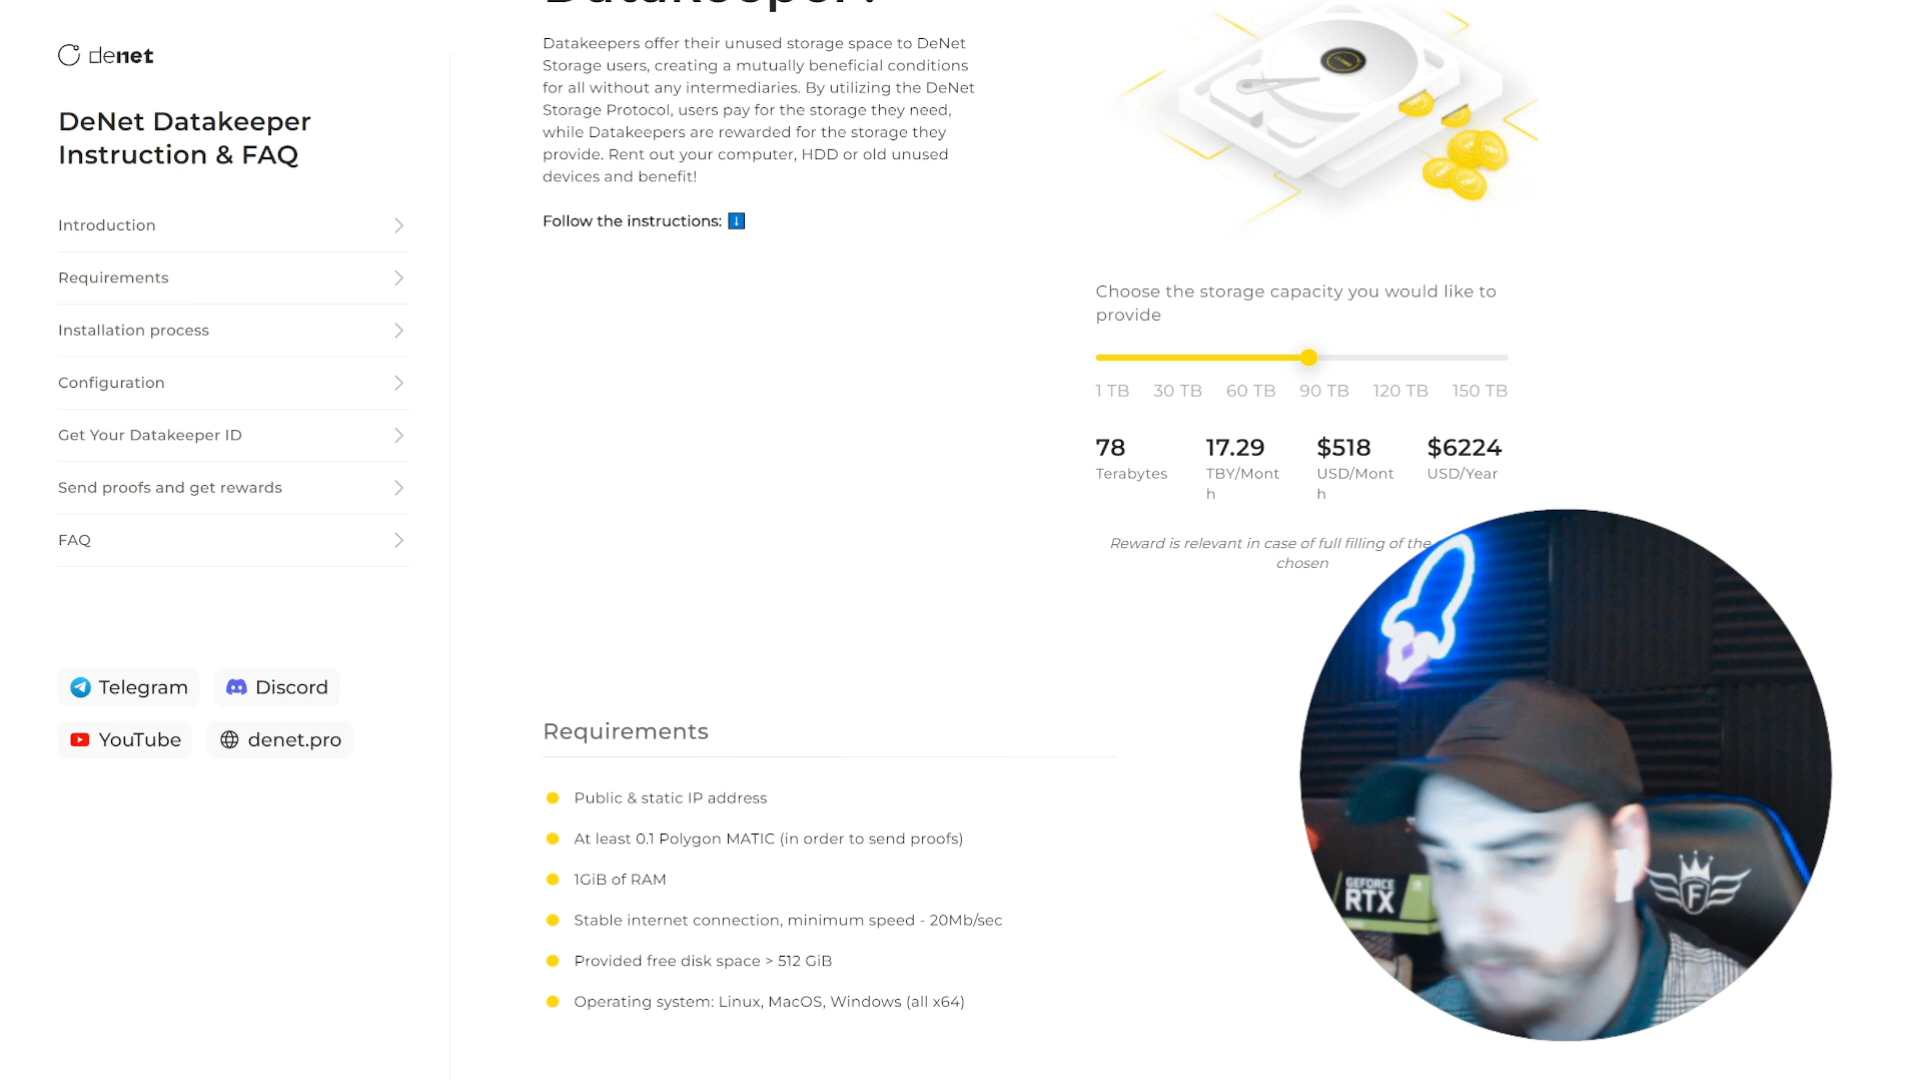 denet
DeNet Datakeeper
Instruction & FAQ
Introduction
Requirements
Installation process
Configuration
Get Your Datakeeper ID
Send proofs and get rewards
FAQ
Telegram
Discord
YouTube
denet.pro
Datakeepers offer their unused storage space to DeNet
Storage users, creating a mutually beneficial conditions
for all without any intermediaries. By utilizing the DeNet
Storage Protocol, users pay for the storage they need,
while Datakeepers are rewarded for the storage they
provide. Rent out your computer, HDD or old unused
devices and benefit!
Follow the instructions:
Choose the storage capacity you would like to
provide
1 TB 30 TB 60 TB 90 TB 120 TB 150 TB
78 17.29 $518 $6224
Terabytes TBY/Mont USD/Mont USD/Year
h h
Reward is relevant in case of full filling of the
chosen
Requirements
Public & static IP address
At least 0.1 Polygon MATIC (in order to send proofs)
1GiB of RAM
Stable internet connection, minimum speed - 20Mb/sec
Provided free disk space > 512 GiB
Operating system: Linux, MacOS, Windows (all x64)
GEFORCE
RTX
F